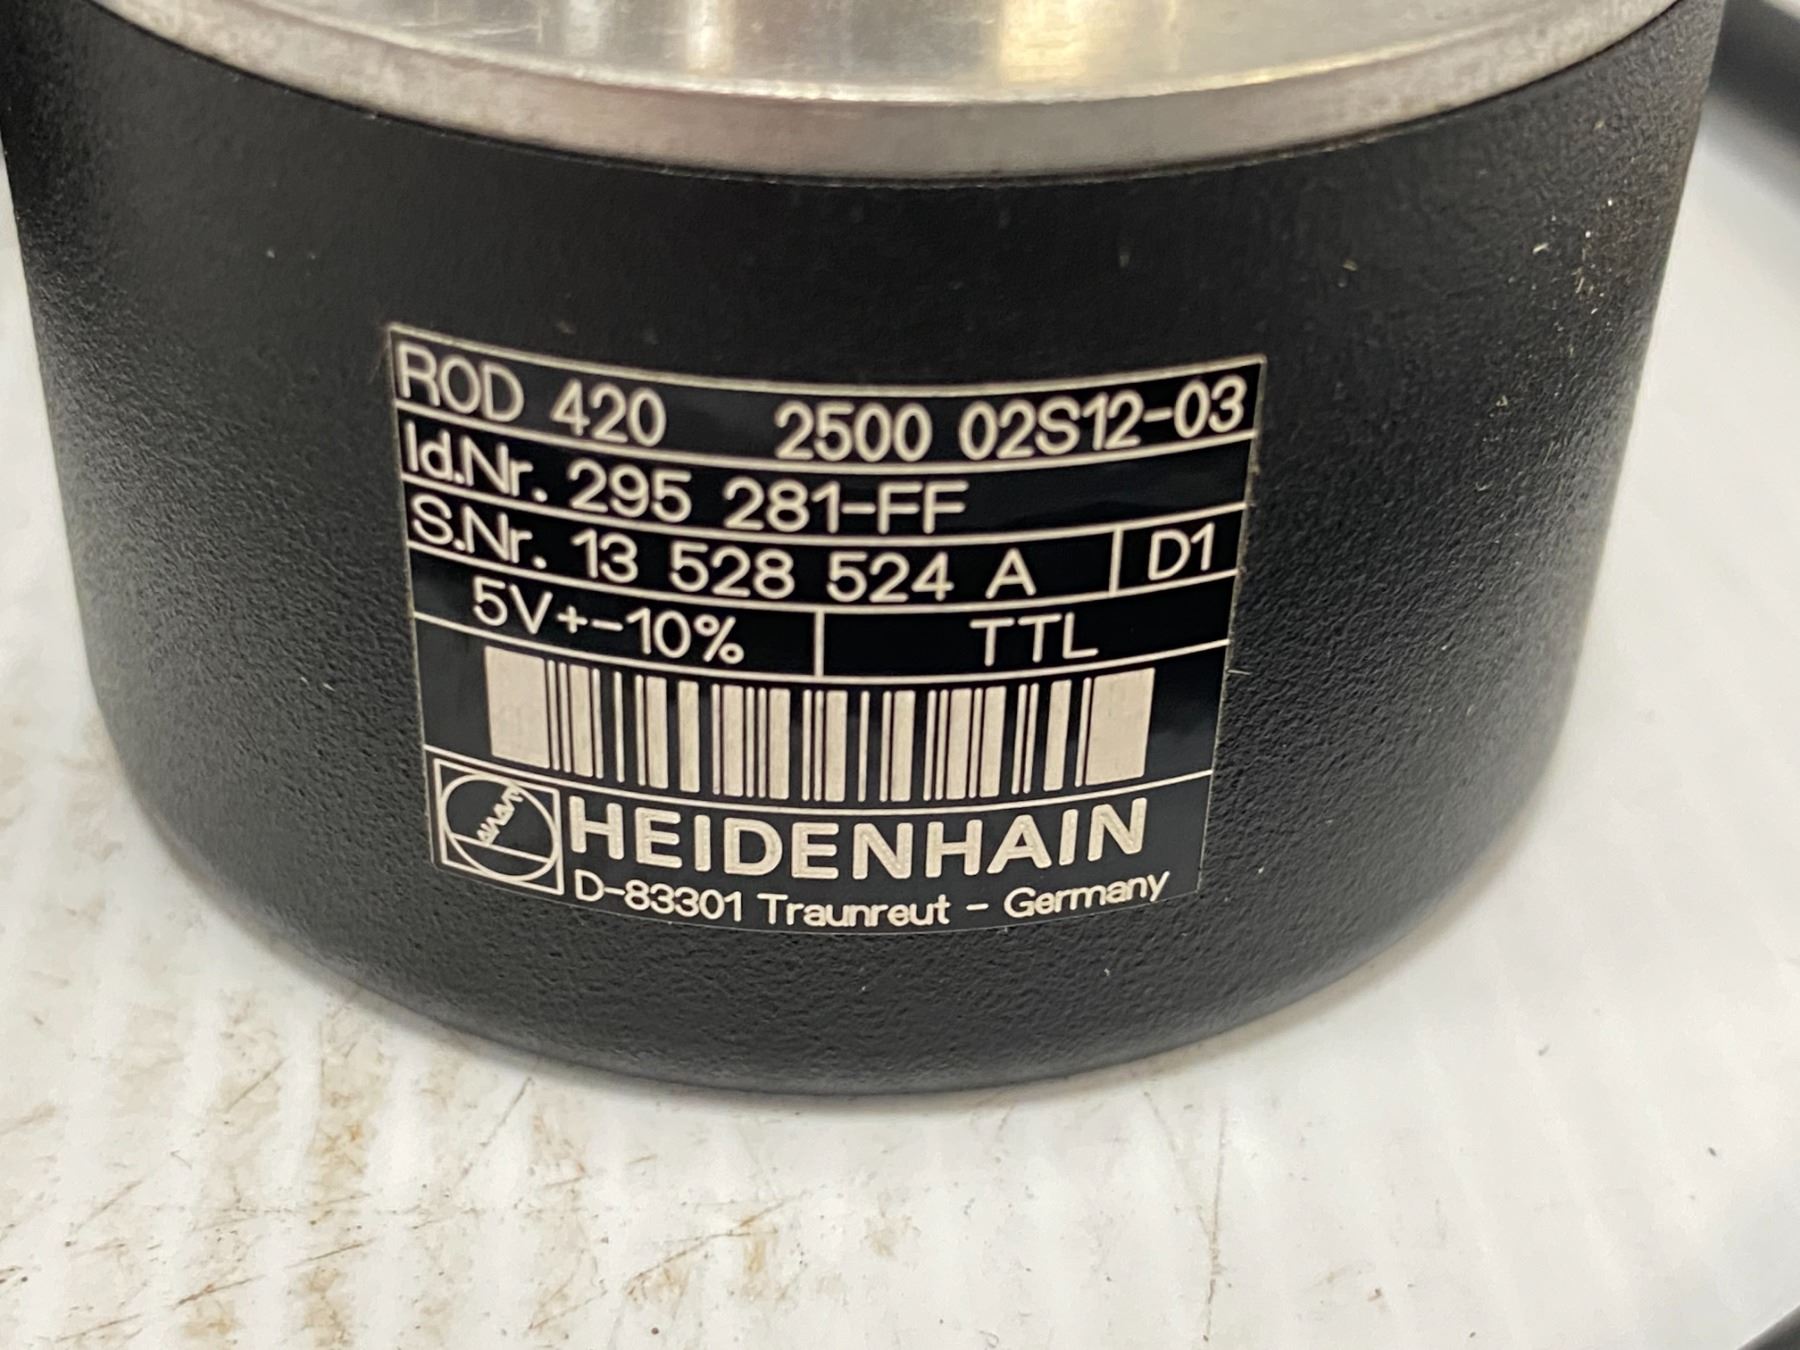 ROD 420 2500 02S12-03
Id.Nr. 295 281-FF
S.Nr. 13 528 524 A D1
5V+-10% TTL
HEIDENHAIN
D-83301 Traunreut - Germany